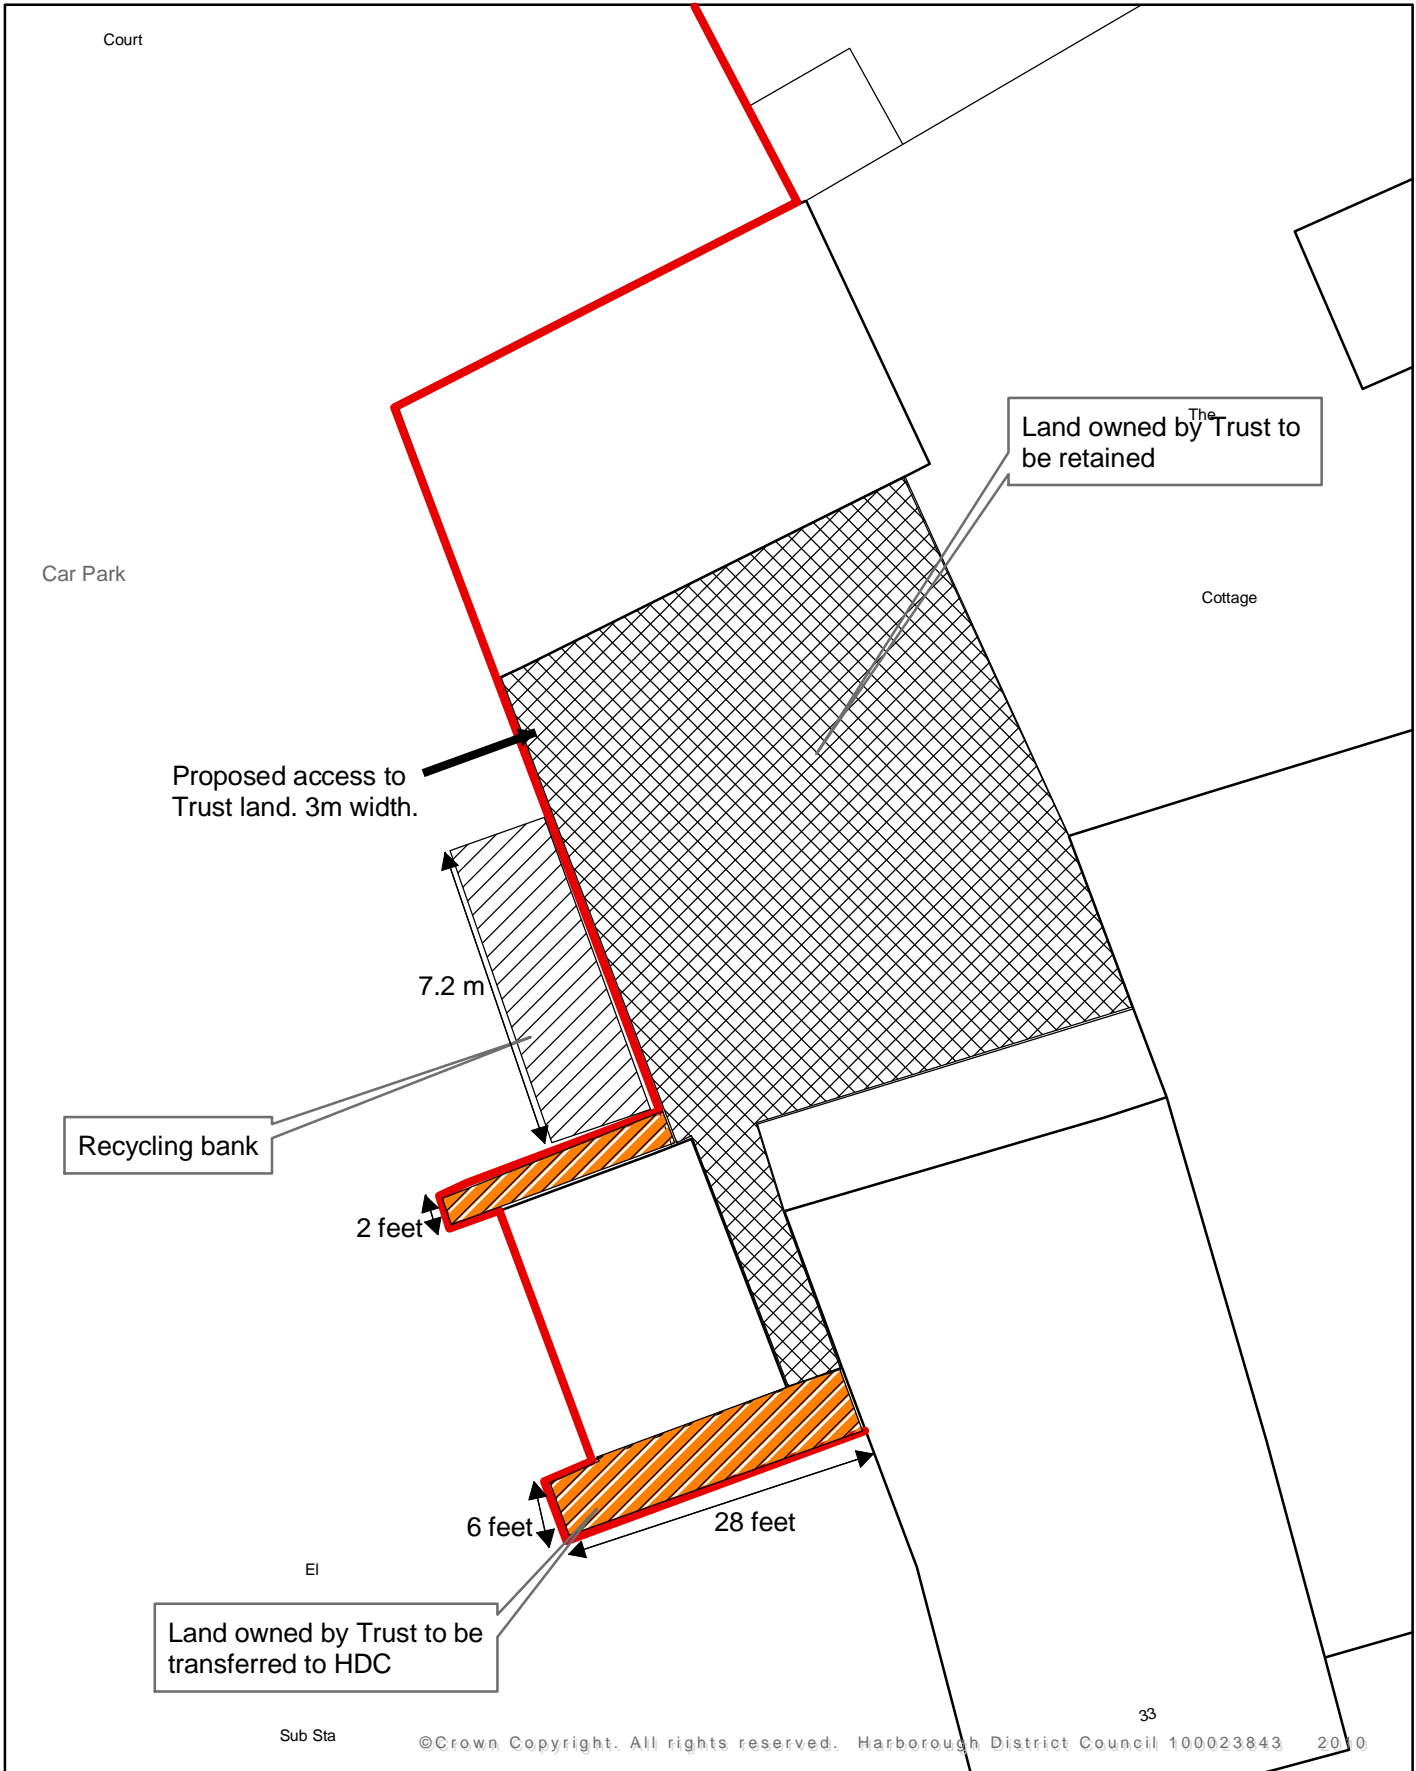 Court
The
Land owned by Trust to
be retained
Car Park
Cottage
Proposed access to
Trust land. 3m width.
7.2 m
Recycling bank
2 feet
6 feet
28 feet
El
Land owned by Trust to be
transferred to HDC
33
Sub Sta
©Crown Copyright. All rights reserved. Harborough District Council 100023843 2010